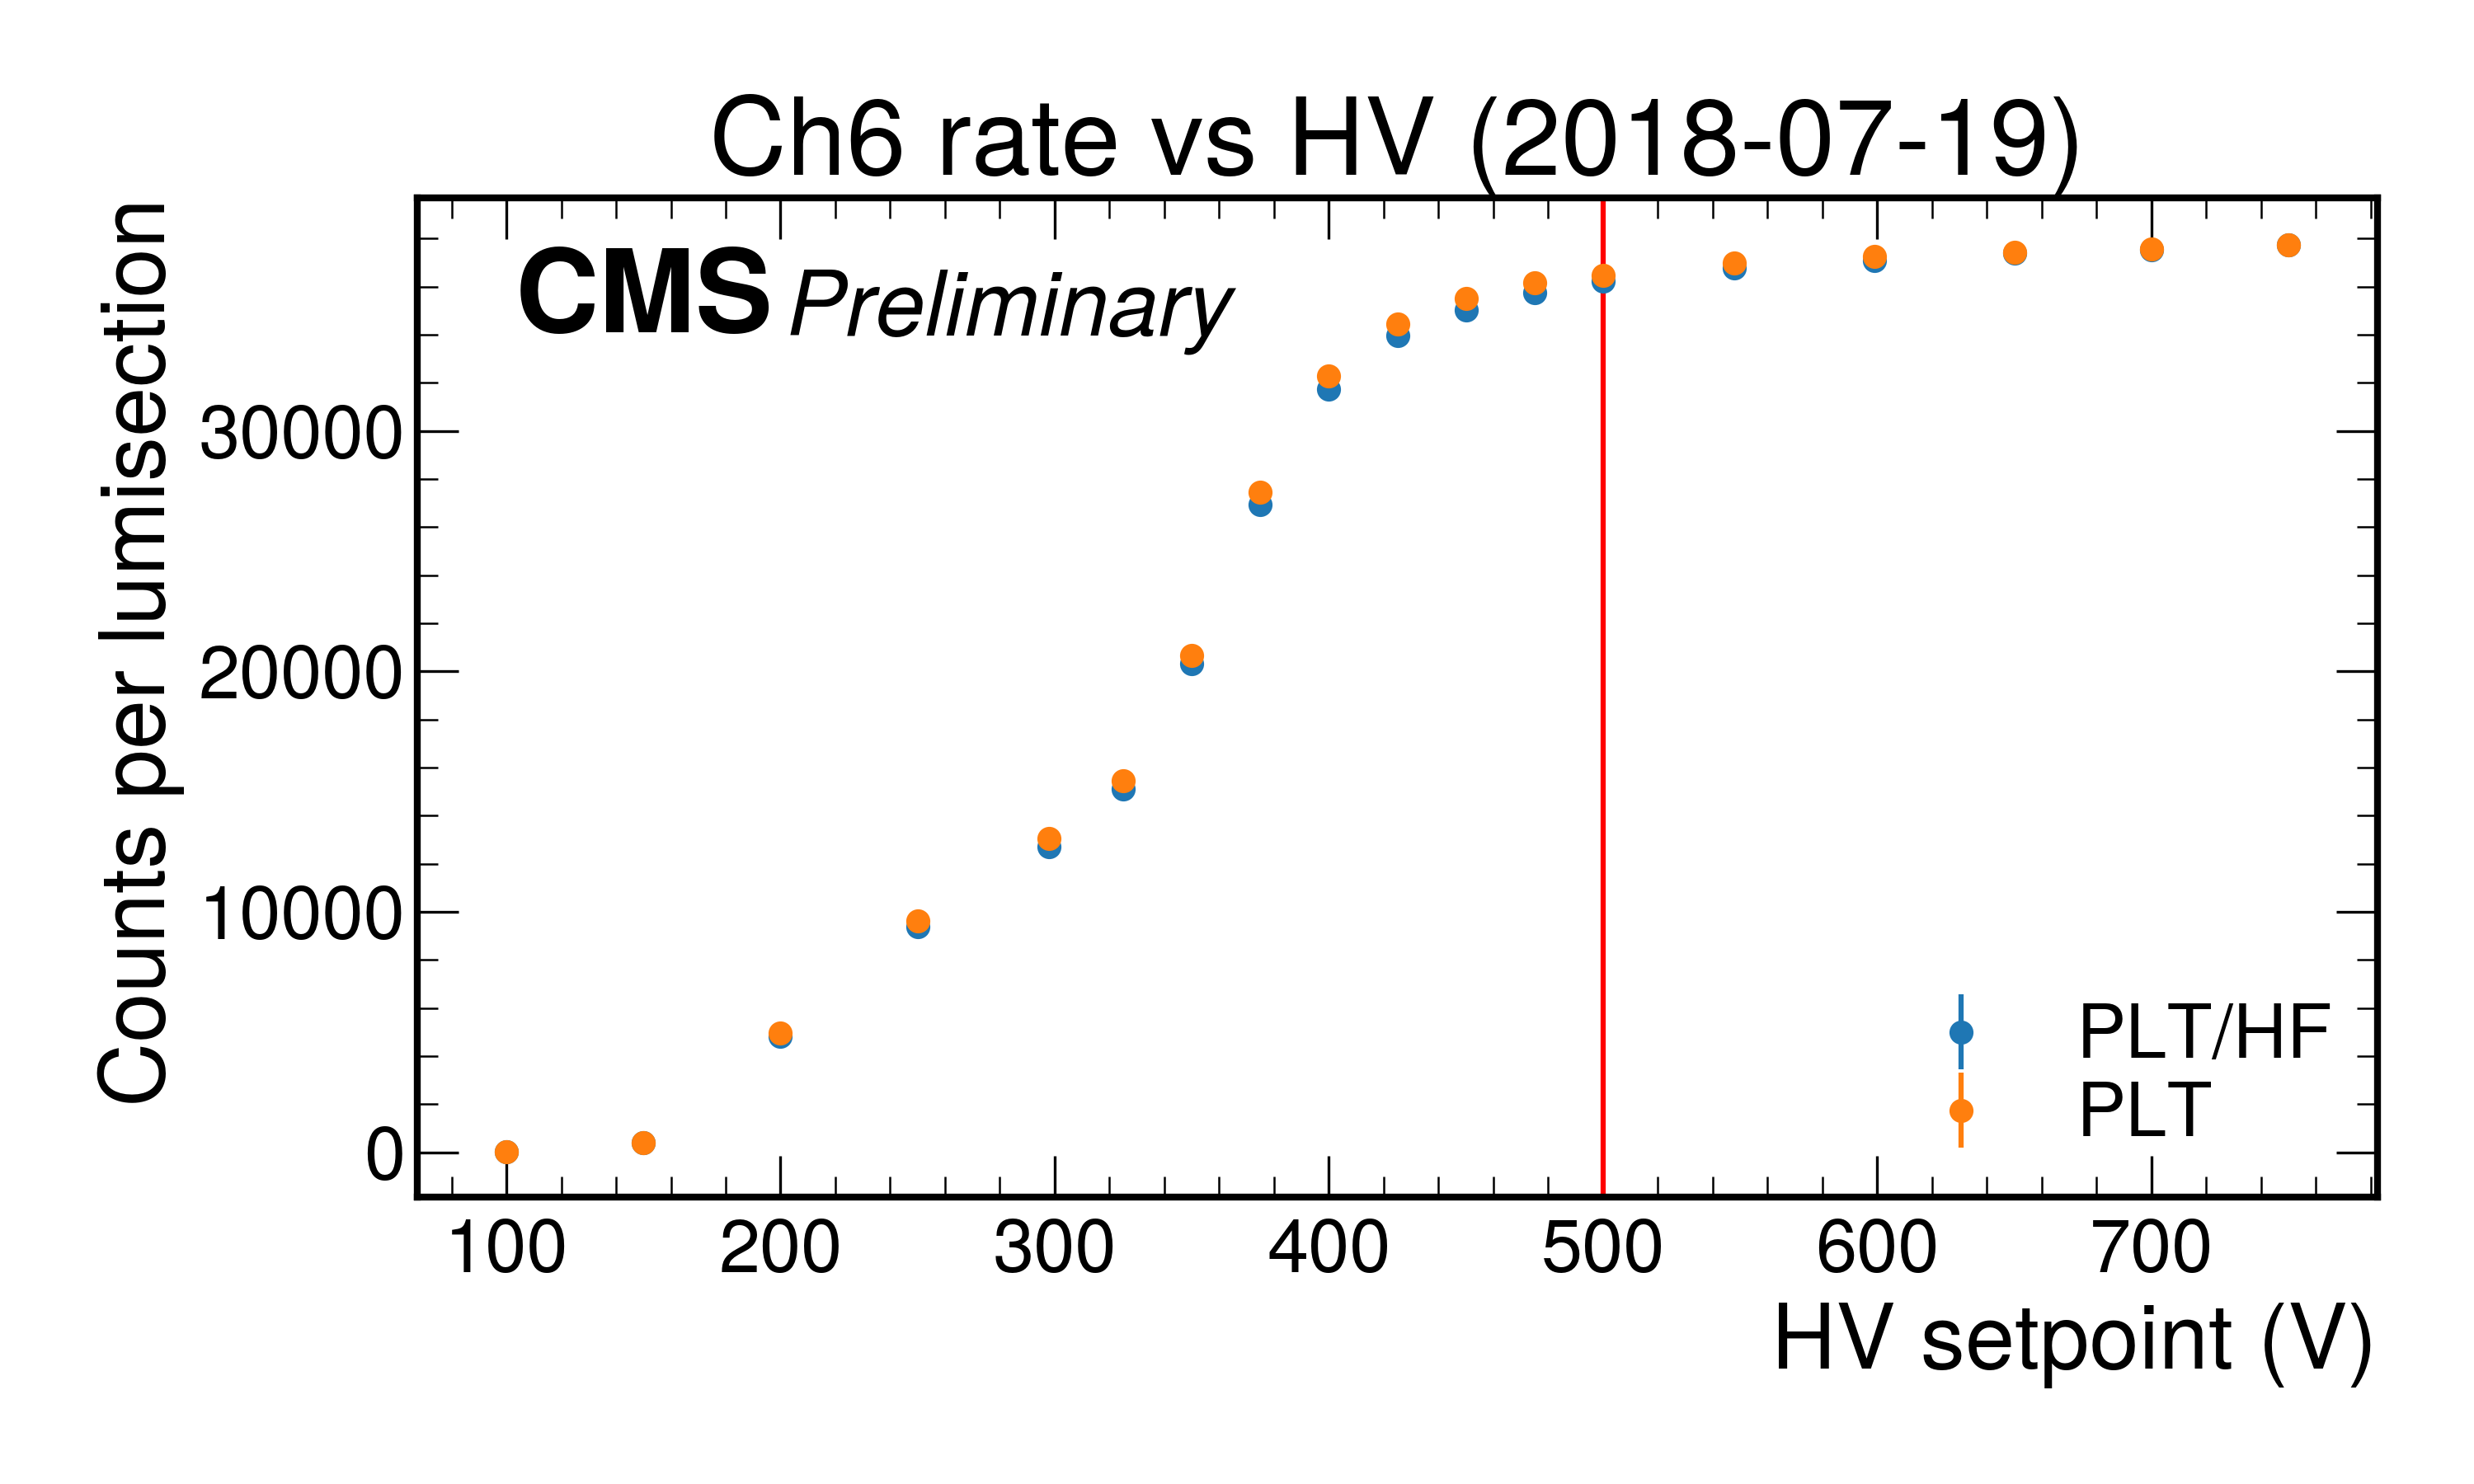 Ch6 rate vs HV (2018-07-19)
CMS Preliminary
Counts per lumisection
30000
20000
10000
0
PLT/HF
PLT
100 200 300 400 500 600 700
HV setpoint (V)